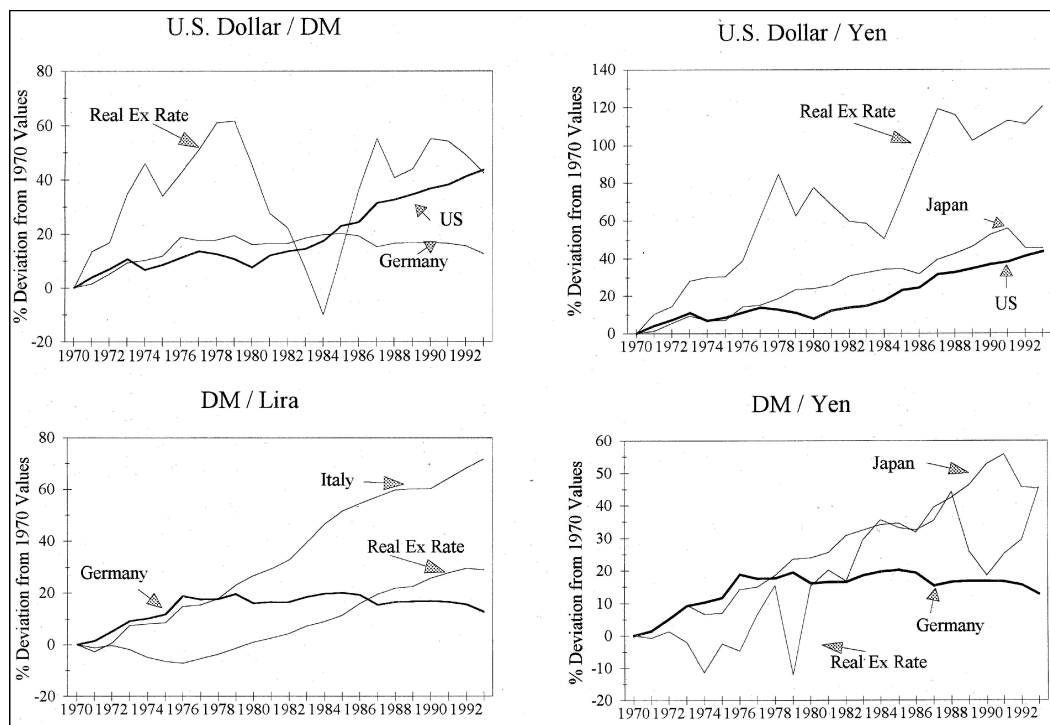 U.S. Dollar / DM
% Deviation from 1970 Values
80
60
40
20
0
-20
Real Ex Rate
US
Germany
1970 1972 1974 1976 1978 1980 1982 1984 1986 1988 1990 1992
U.S. Dollar / Yen
% Deviation from 1970 Values
140
120
100
80
60
40
20
0
Real Ex Rate
Japan
US
1970 1972 1974 1976 1978 1980 1982 1984 1986 1988 1990 1992
DM / Lira
% Deviation from 1970 Values
80
60
40
20
0
-20
Italy
Real Ex Rate
Germany
1970 1972 1974 1976 1978 1980 1982 1984 1986 1988 1990 1992
DM / Yen
% Deviation from 1970 Values
60
50
40
30
20
10
0
-10
-20
Japan
Germany
Real Ex Rate
1970 1972 1974 1976 1978 1980 1982 1984 1986 1988 1990 1992